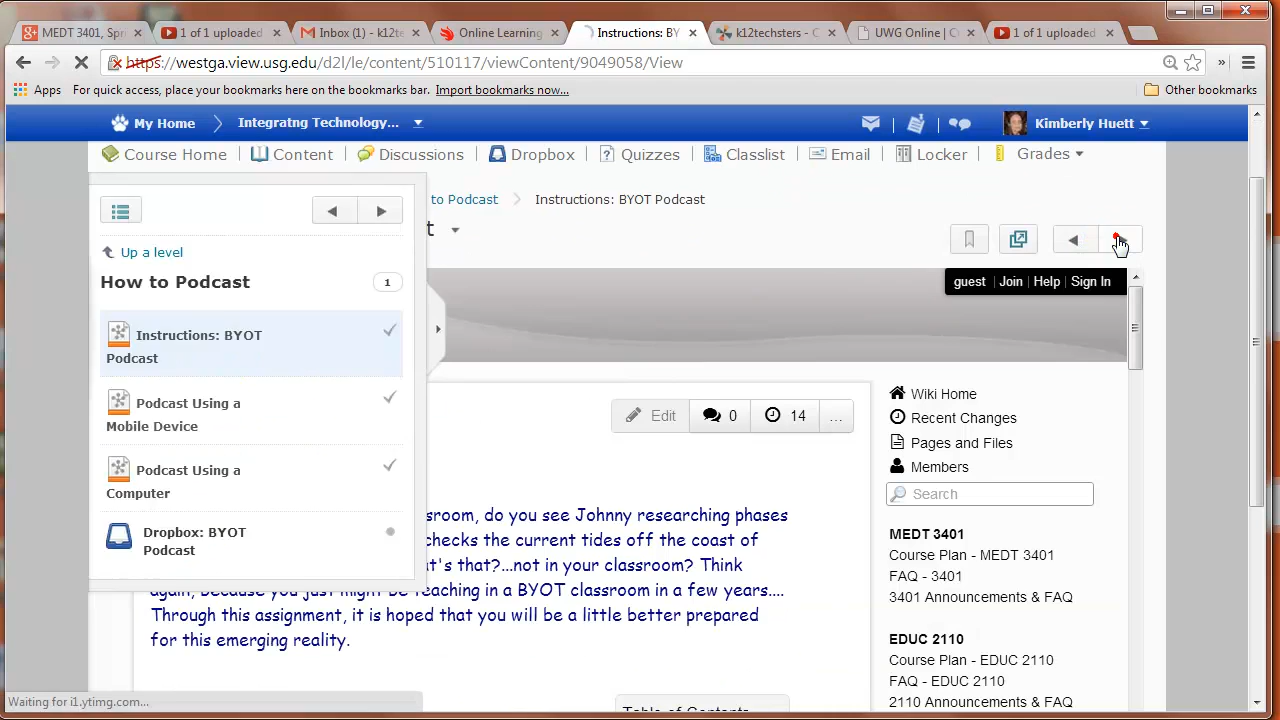 MEDT 3401, Spr
1 of 1 uploaded
Inbox (1) - k12te
Online Learning
Instructions: BY
k12techsters - C
UWG Online | C
1 of 1 uploaded
https://westga.view.usg.edu/d2l/le/content/510117/viewContent/9049058/View
Apps For quick access, place your bookmarks here on the bookmarks bar. Import bookmarks now... Other bookmarks
My Home Integratng Technology... Kimberly Huett
Course Home Content Discussions Dropbox Quizzes Classlist Email Locker Grades
to Podcast Instructions: BYOT Podcast
t
Up a level
How to Podcast 1
Instructions: BYOT
Podcast
Podcast Using a
Mobile Device
Podcast Using a
Computer
Dropbox: BYOT
Podcast
guest Join Help Sign In
Edit 0 14 ...
sroom, do you see Johnny researching phases
checks the current tides off the coast of
t's that?...not in your classroom? Think
again, because you just might be teaching in a BYOT classroom in a few years....
Through this assignment, it is hoped that you will be a little better prepared
for this emerging reality.
Table of Contents
Wiki Home
Recent Changes
Pages and Files
Members
Search
MEDT 3401
Course Plan - MEDT 3401
FAQ - 3401
3401 Announcements & FAQ
EDUC 2110
Course Plan - EDUC 2110
FAQ - EDUC 2110
2110 Announcements & FAQ
Waiting for i1.ytimg.com...